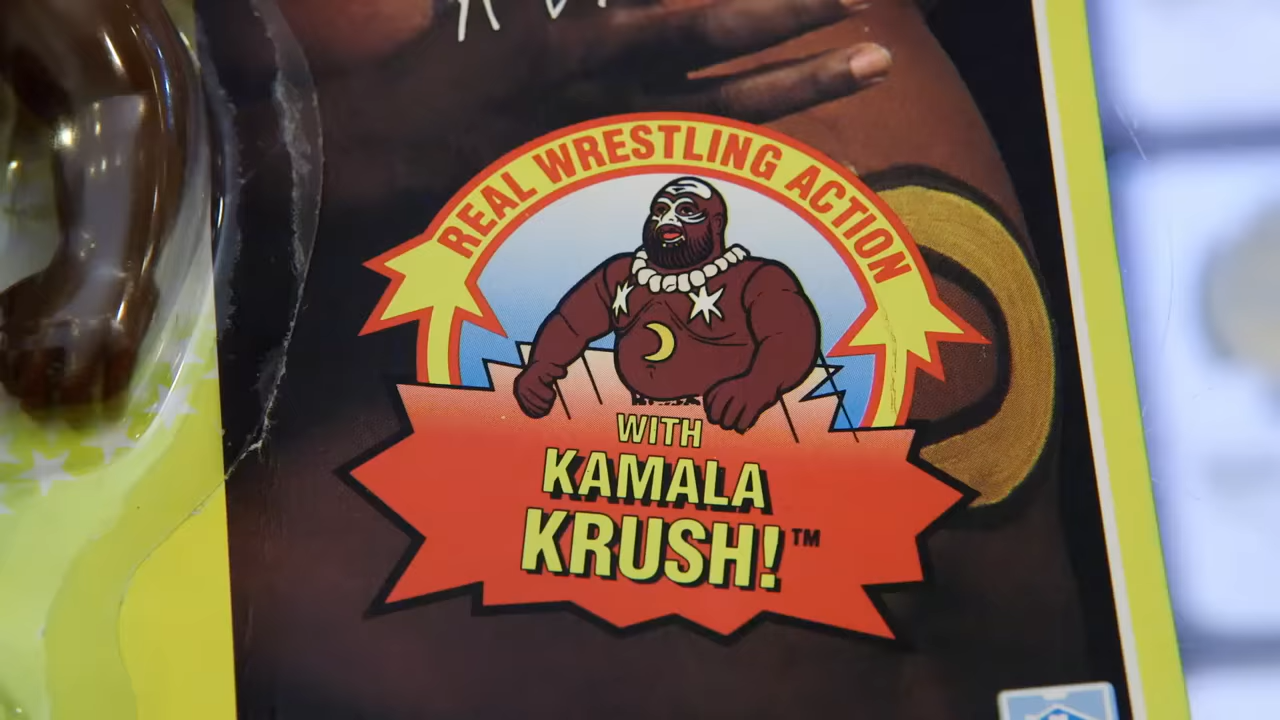 REAL WRESTLING ACTION
WITH
KAMALA
KRUSH!™